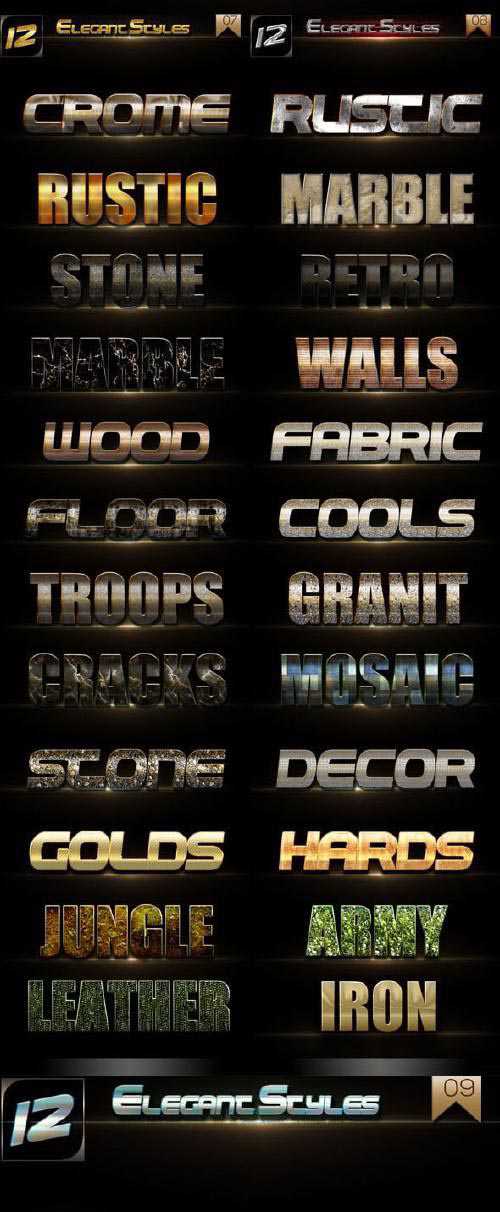 12 Elegant Styles 07
12 Elegant Styles 08
CROME
RUSTIC
RUSTIC
MARBLE
STONE
RETRO
MARBLE
WALLS
WOOD
FABRIC
FLOOR
COOLS
TROOPS
GRANIT
CRACKS
MOSAIC
STONE
DECOR
GOLDS
HARDS
JUNGLE
ARMY
LEATHER
IRON
12 Elegant Styles 09